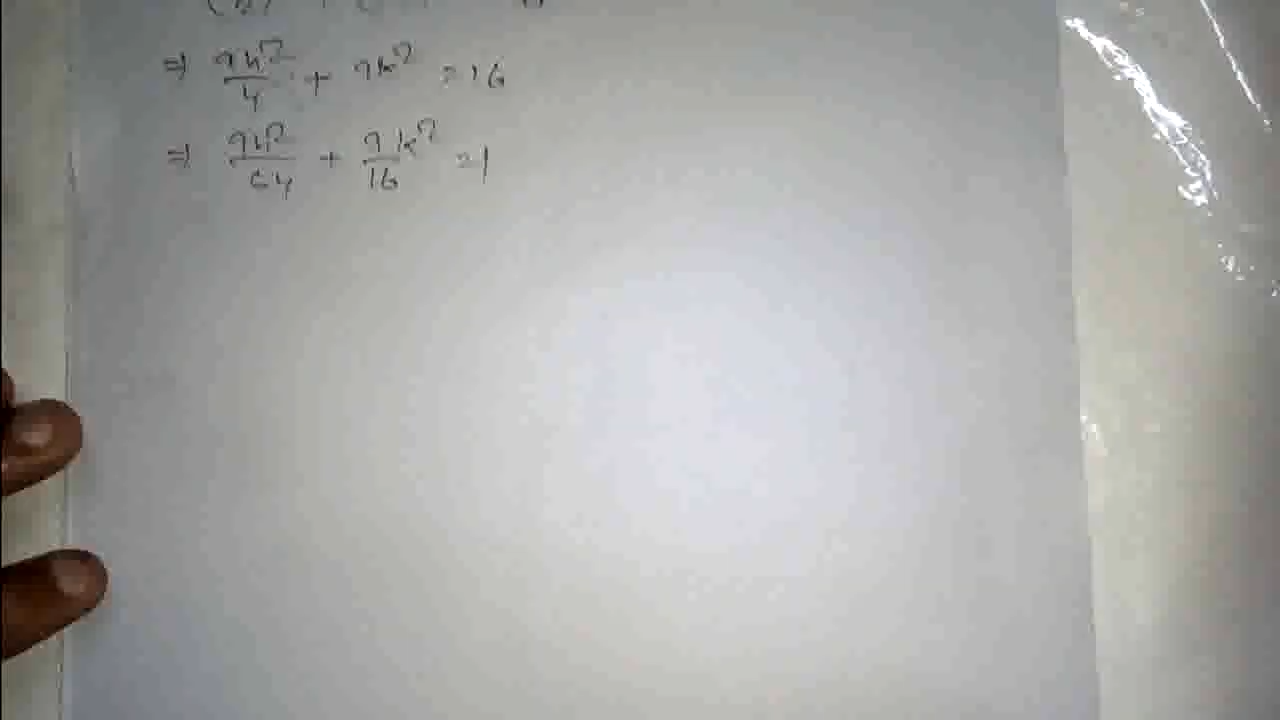 ⇒ 9h²/4 + 9k² = 16
⇒ 9h²/64 + 9k²/16 = 1